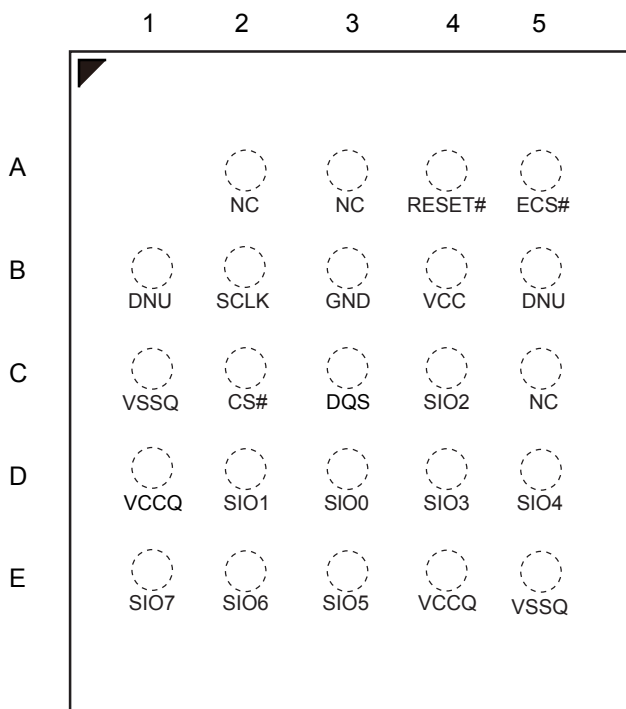 1 2 3 4 5
A
NC NC RESET# ECS#
B
DNU SCLK GND VCC DNU
C
VSSQ CS# DQS SIO2 NC
D
VCCQ SIO1 SIO0 SIO3 SIO4
E
SIO7 SIO6 SIO5 VCCQ VSSQ